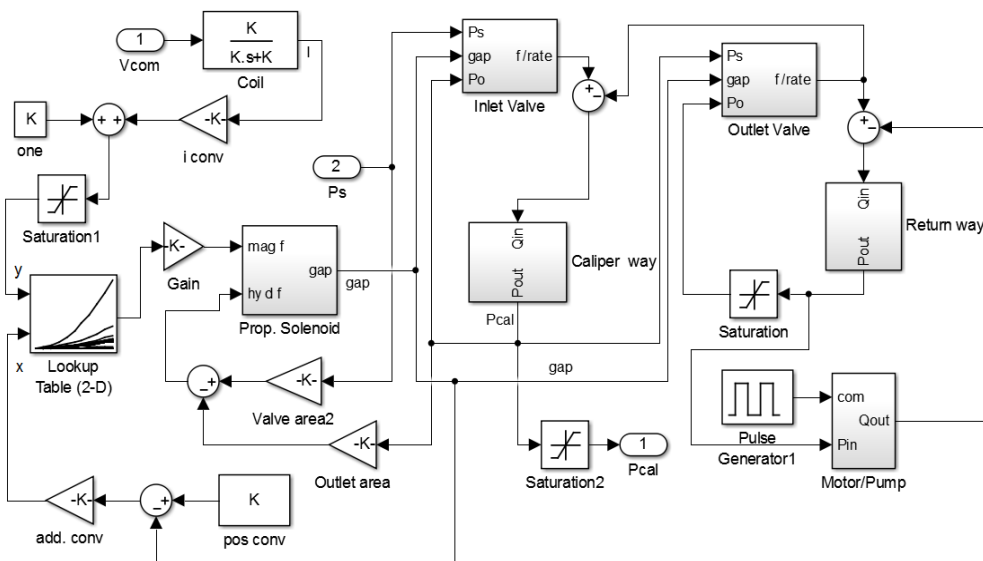 1
Vcom
K
K.s+K
Coil
I
K
one
+ +
-K-
i conv
Saturation1
y
x
Lookup
Table (2-D)
-K-
Gain
mag f
hy d f
gap
Prop. Solenoid
gap
2
Ps
Ps
gap
Po
f/rate
Inlet Valve
+
−
Ps
gap
Po
f/rate
Outlet Valve
+
−
Qin
Pout
Caliper way
Pcal
Qin
Pout
Return way
Saturation
gap
− +
-K-
Valve area2
-K-
Outlet area
Saturation2
1
Pcal
Pulse
Generator1
com
Pin
Qout
Motor/Pump
-K-
add. conv
− +
K
pos conv